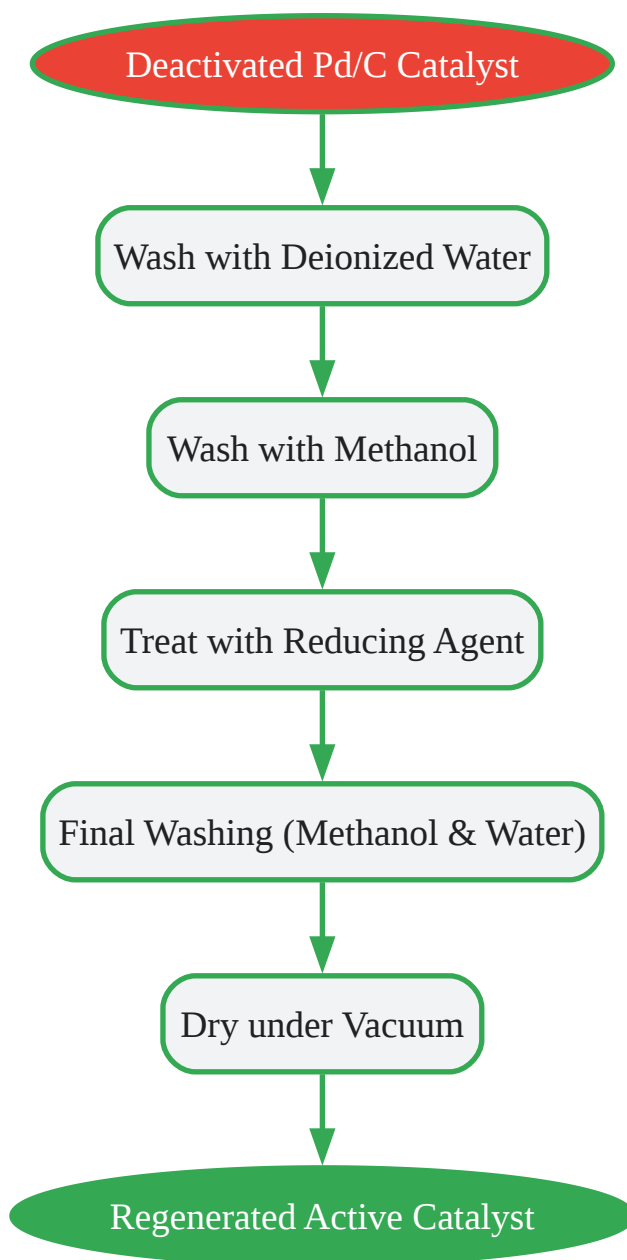 Deactivated Pd/C Catalyst
Wash with Deionized Water
Wash with Methanol
Treat with Reducing Agent
Final Washing (Methanol & Water)
Dry under Vacuum
Regenerated Active Catalyst